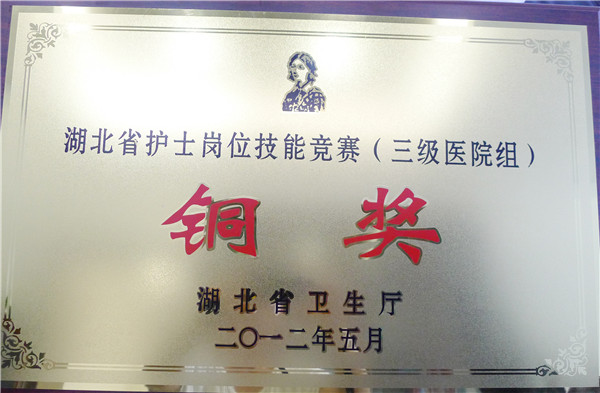 湖北省护士岗位技能竞赛（三级医院组）
铜奖
湖北省卫生厅
二〇一二年五月